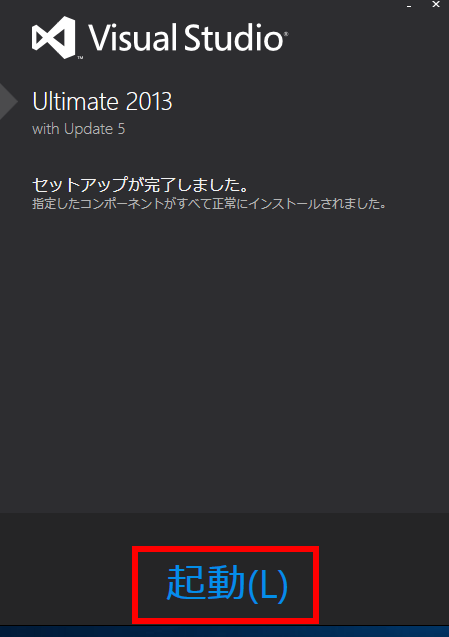 Visual Studio®
Ultimate 2013
with Update 5
セットアップが完了しました。
指定したコンポーネントがすべて正常にインストールされました。
起動(L)